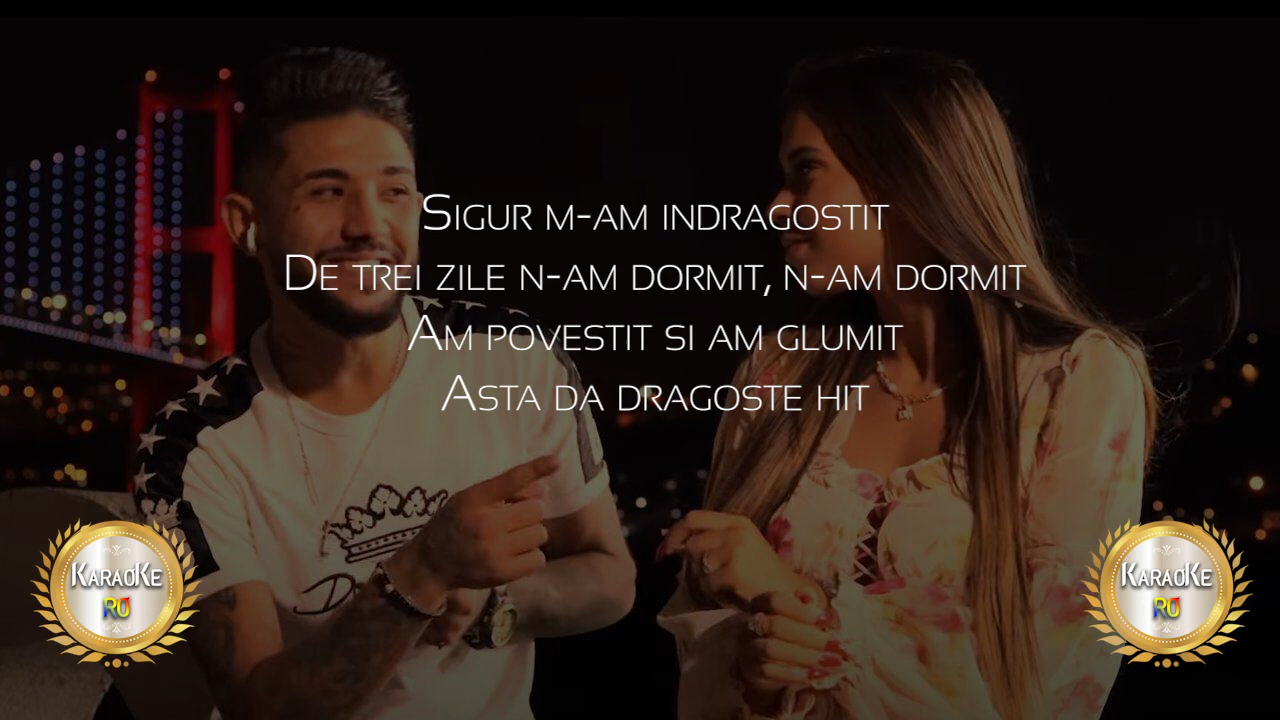 Sigur m-am indragostit
De trei zile n-am dormit, n-am dormit
Am povestit si am glumit
Asta da dragoste hit
KaraoKe
RO
KaraoKe
RO